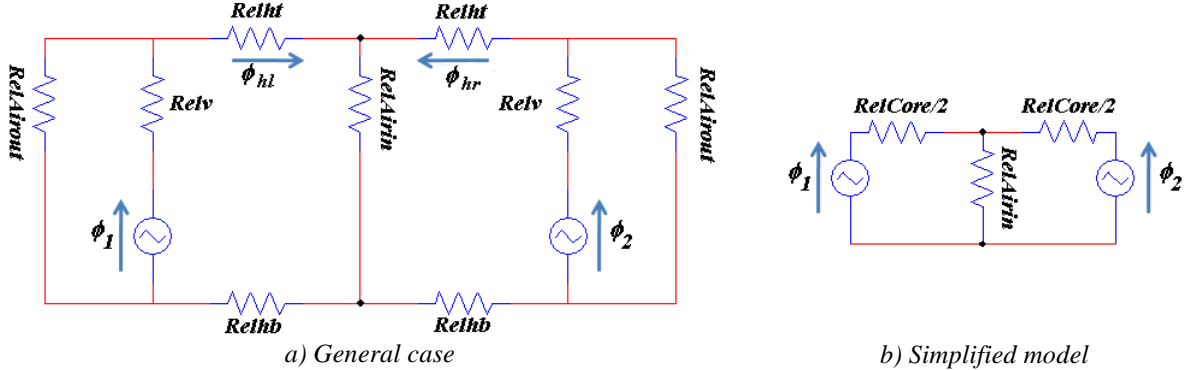 Relht
Relht
ϕhl
ϕhr
RelAirout
Relv
RelAirin
Relv
RelAirout
ϕ1
ϕ2
Relhb
Relhb
a) General case
RelCore/2
RelCore/2
ϕ1
RelAirin
ϕ2
b) Simplified model